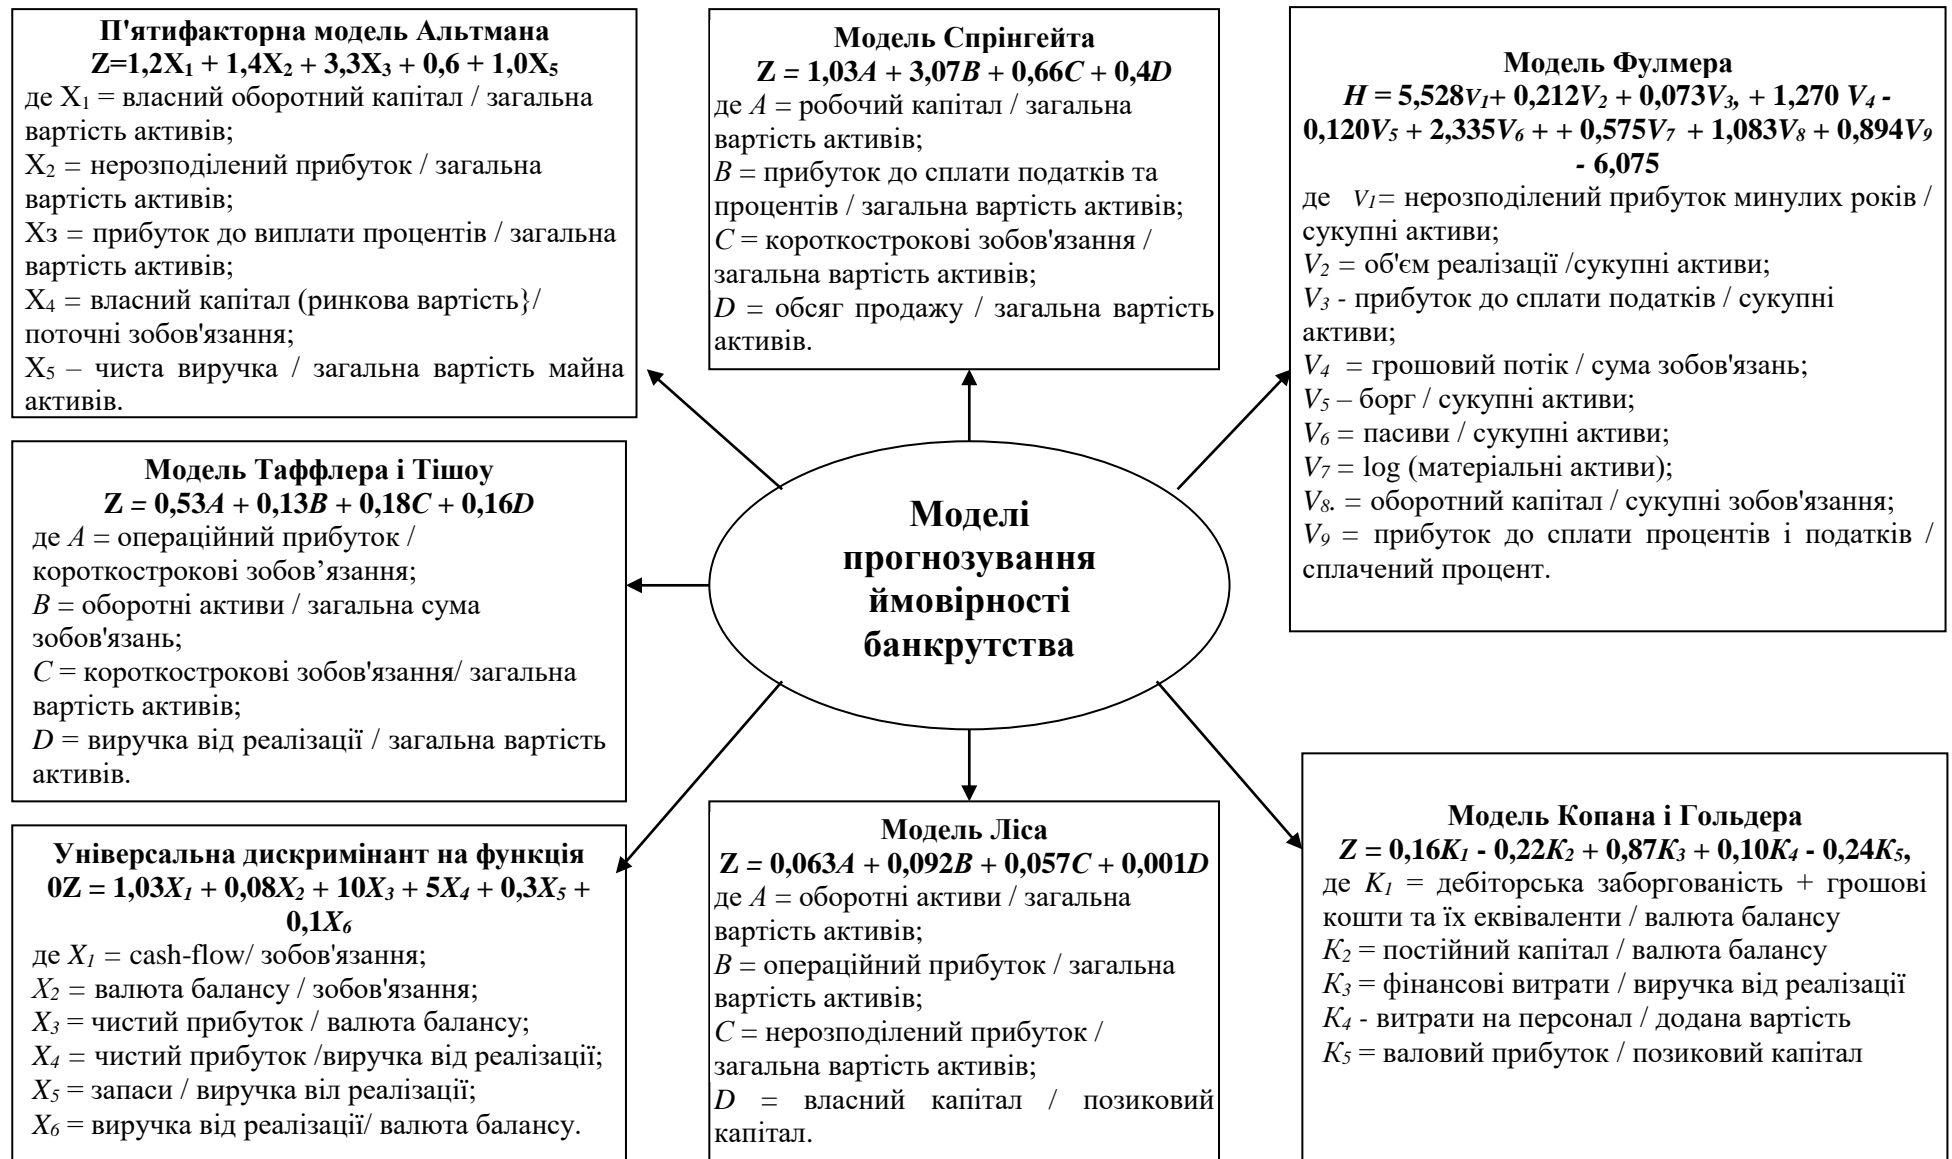 П'ятифакторна модель Альтмана
Z=1,2X₁ + 1,4X₂ + 3,3X₃ + 0,6 + 1,0X₅
де X₁ = власний оборотний капітал / загальна
вартість активів;
X₂ = нерозподілений прибуток / загальна
вартість активів;
Хз = прибуток до виплати процентів / загальна
вартість активів;
X₄ = власний капітал (ринкова вартість}/
поточні зобов'язання;
X₅ – чиста виручка / загальна вартість майна
активів.
Модель Спрінгейта
Z = 1,03A + 3,07B + 0,66C + 0,4D
де A = робочий капітал / загальна
вартість активів;
B = прибуток до сплати податків та
процентів / загальна вартість активів;
C = короткострокові зобов'язання /
загальна вартість активів;
D = обсяг продажу / загальна вартість
активів.
Модель Фулмера
H = 5,528V₁+ 0,212V₂ + 0,073V₃, + 1,270 V₄ -
0,120V₅ + 2,335V₆ + + 0,575V₇ + 1,083V₈ + 0,894V₉
- 6,075
де V₁= нерозподілений прибуток минулих років /
сукупні активи;
V₂ = об'єм реалізації /сукупні активи;
V₃ - прибуток до сплати податків / сукупні
активи;
V₄ = грошовий потік / сума зобов'язань;
V₅ – борг / сукупні активи;
V₆ = пасиви / сукупні активи;
V₇ = log (матеріальні активи);
V₈. = оборотний капітал / сукупні зобов'язання;
V₉ = прибуток до сплати процентів і податків /
сплачений процент.
Модель Таффлера і Тішоу
Z = 0,53A + 0,13B + 0,18C + 0,16D
де A = операційний прибуток /
короткострокові зобов’язання;
B = оборотні активи / загальна сума
зобов'язань;
C = короткострокові зобов'язання/ загальна
вартість активів;
D = виручка від реалізації / загальна вартість
активів.
Моделі
прогнозування
ймовірності
банкрутства
Універсальна дискримінант на функція
0Z = 1,03X₁ + 0,08X₂ + 10X₃ + 5X₄ + 0,3X₅ +
0,1X₆
де X₁ = cash-flow/ зобов'язання;
X₂ = валюта балансу / зобов'язання;
X₃ = чистий прибуток / валюта балансу;
X₄ = чистий прибуток /виручка від реалізації;
X₅ = запаси / виручка віл реалізації;
X₆ = виручка від реалізації/ валюта балансу.
Модель Ліса
Z = 0,063A + 0,092B + 0,057C + 0,001D
де A = оборотні активи / загальна
вартість активів;
B = операційний прибуток / загальна
вартість активів;
C = нерозподілений прибуток /
загальна вартість активів;
D = власний капітал / позиковий
капітал.
Модель Копана і Гольдера
Z = 0,16K₁ - 0,22K₂ + 0,87K₃ + 0,10K₄ - 0,24K₅,
де K₁ = дебіторська заборгованість + грошові
кошти та їх еквіваленти / валюта балансу
K₂ = постійний капітал / валюта балансу
K₃ = фінансові витрати / виручка від реалізації
K₄ - витрати на персонал / додана вартість
K₅ = валовий прибуток / позиковий капітал